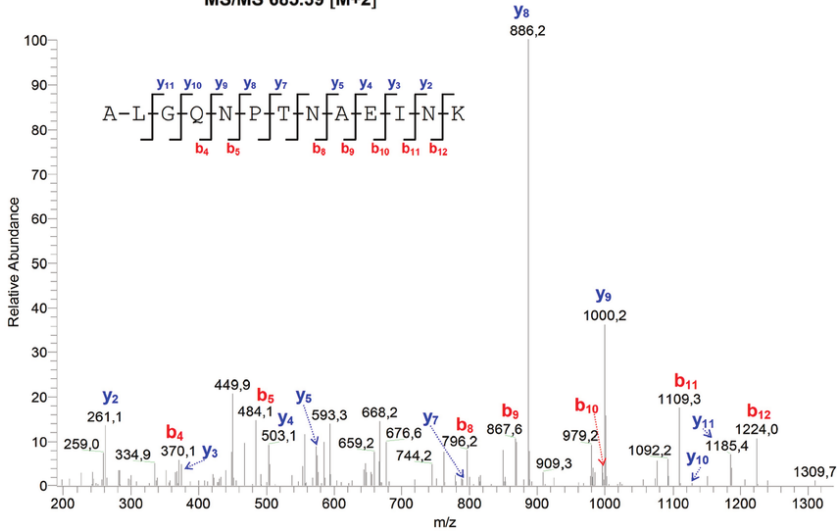 MS/MS 685.59 [M+2]
y8
886,2
100
90
80
70
60
50
40
30
20
10
0
Relative Abundance
y11 y10 y9 y8 y7 y5 y4 y3 y2
A-L-G-Q-N-P-T-N-A-E-I-N-K
b4 b5 b8 b9 b10 b11 b12
y9
1000,2
y2
261,1
259,0
334,9
b4
370,1
y3
449,9
b5
484,1
y4
503,1
y5
593,3
659,2
668,2
676,6
744,2
y7
b8
796,2
b9
867,6
909,3
b10
979,2
1092,2
b11
1109,3
y11
1185,4
y10
b12
1224,0
1309,7
200 300 400 500 600 700 800 900 1000 1100 1200 1300
m/z